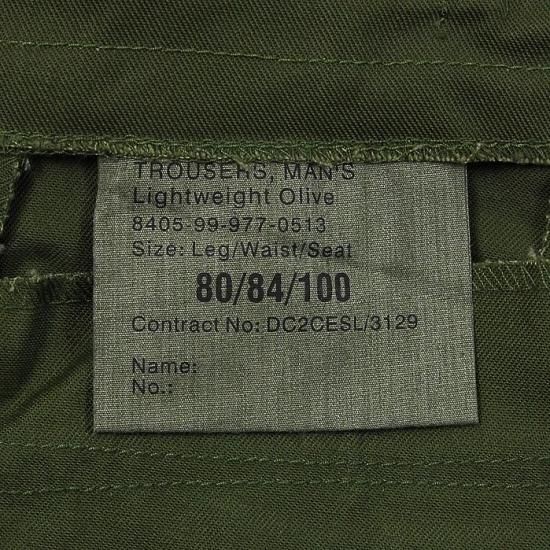 TROUSERS, MAN'S
Lightweight Olive
8405-99-977-0513
Size: Leg/Waist/Seat
80/84/100
Contract No: DC2CESL/3129
Name:
No.: